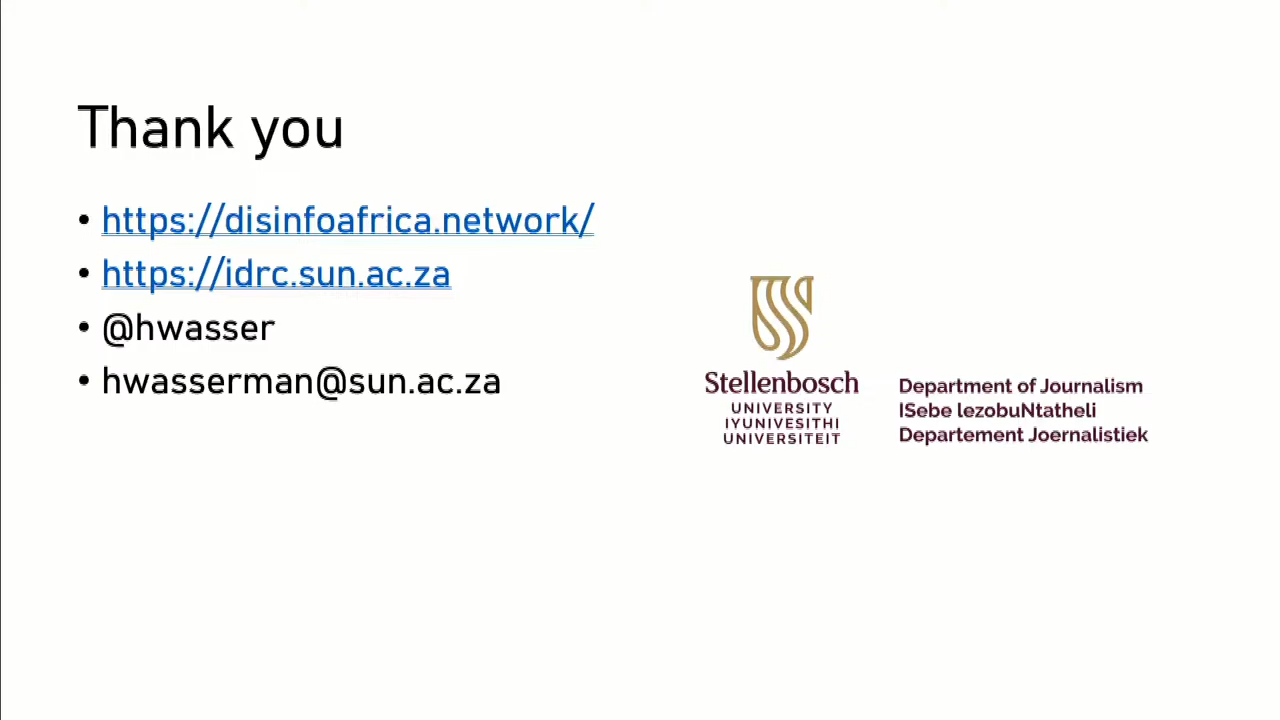 Thank you
• https://disinfoafrica.network/
• https://idrc.sun.ac.za
• @hwasser
• hwasserman@sun.ac.za
Stellenbosch
UNIVERSITY
IYUNIVESITHI
UNIVERSITEIT
Department of Journalism
ISebe lezobuNtatheli
Departement Joernalistiek